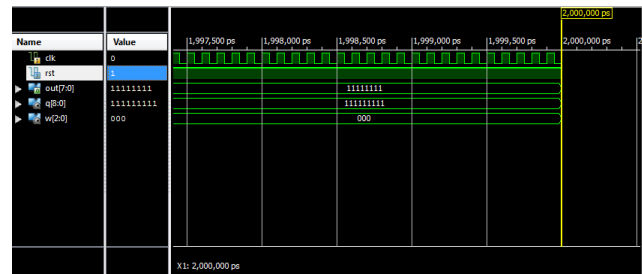 2,000,000 ps
Name Value
1,997,500 ps 1,998,000 ps 1,998,500 ps 1,999,000 ps 1,999,500 ps 2,000,000 ps 2
clk 0
rst 1
out[7:0] 11111111 11111111
q[8:0] 111111111 111111111
w[2:0] 000 000
X1: 2,000,000 ps